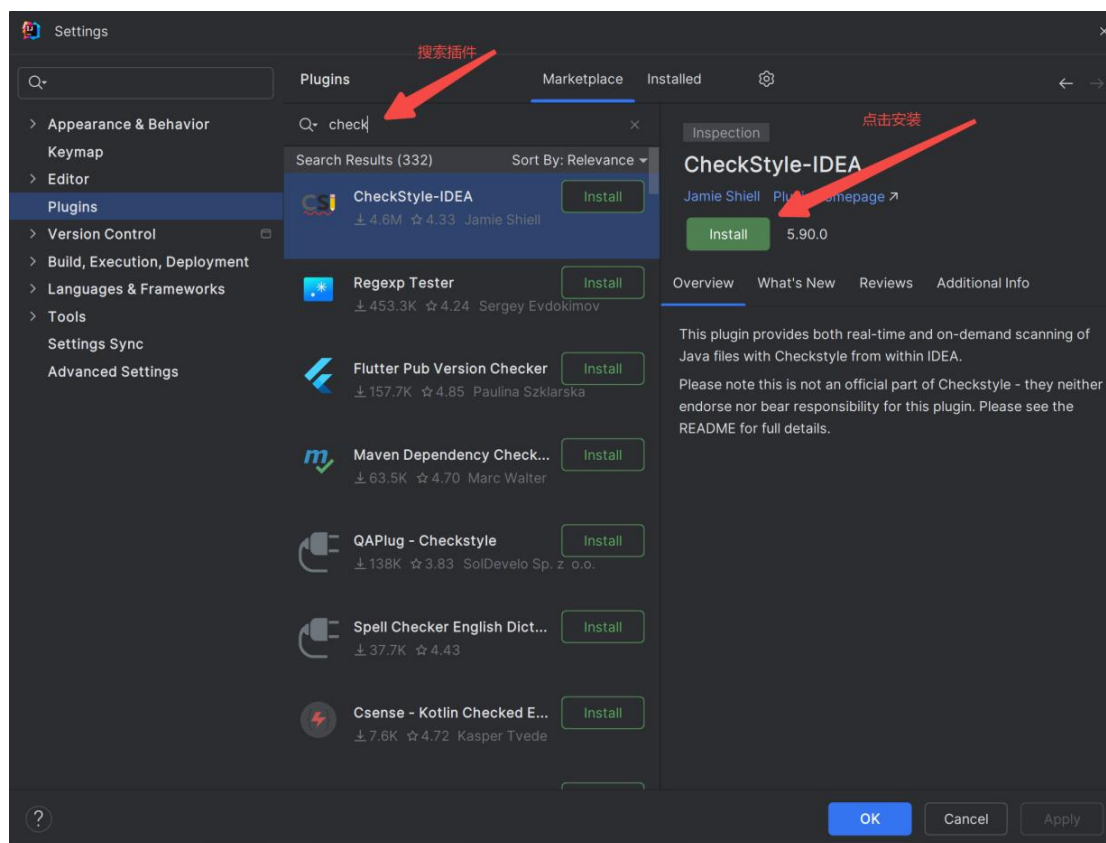 Settings
搜索插件
Plugins
Marketplace
Installed
Appearance & Behavior
Keymap
Editor
Plugins
Version Control
Build, Execution, Deployment
Languages & Frameworks
Tools
Settings Sync
Advanced Settings
check
Search Results (332)
Sort By: Relevance
CheckStyle-IDEA
Install
4.6M 4.33 Jamie Shiell
Regexp Tester
Install
453.3K 4.24 Sergey Evdokimov
Flutter Pub Version Checker
Install
157.7K 4.85 Paulina Szklarska
Maven Dependency Check...
Install
63.5K 4.70 Marc Walter
QAPlug - Checkstyle
Install
138K 3.83 SolDevelo Sp. z o.o.
Spell Checker English Dict...
Install
37.7K 4.43
Csense - Kotlin Checked E...
Install
7.6K 4.72 Kasper Tvede
点击安装
Inspection
CheckStyle-IDEA
Jamie Shiell
Install
5.90.0
Overview
What's New
Reviews
Additional Info
This plugin provides both real-time and on-demand scanning of
Java files with Checkstyle from within IDEA.
Please note this is not an official part of Checkstyle - they neither
endorse nor bear responsibility for this plugin. Please see the
README for full details.
?
OK
Cancel
Apply